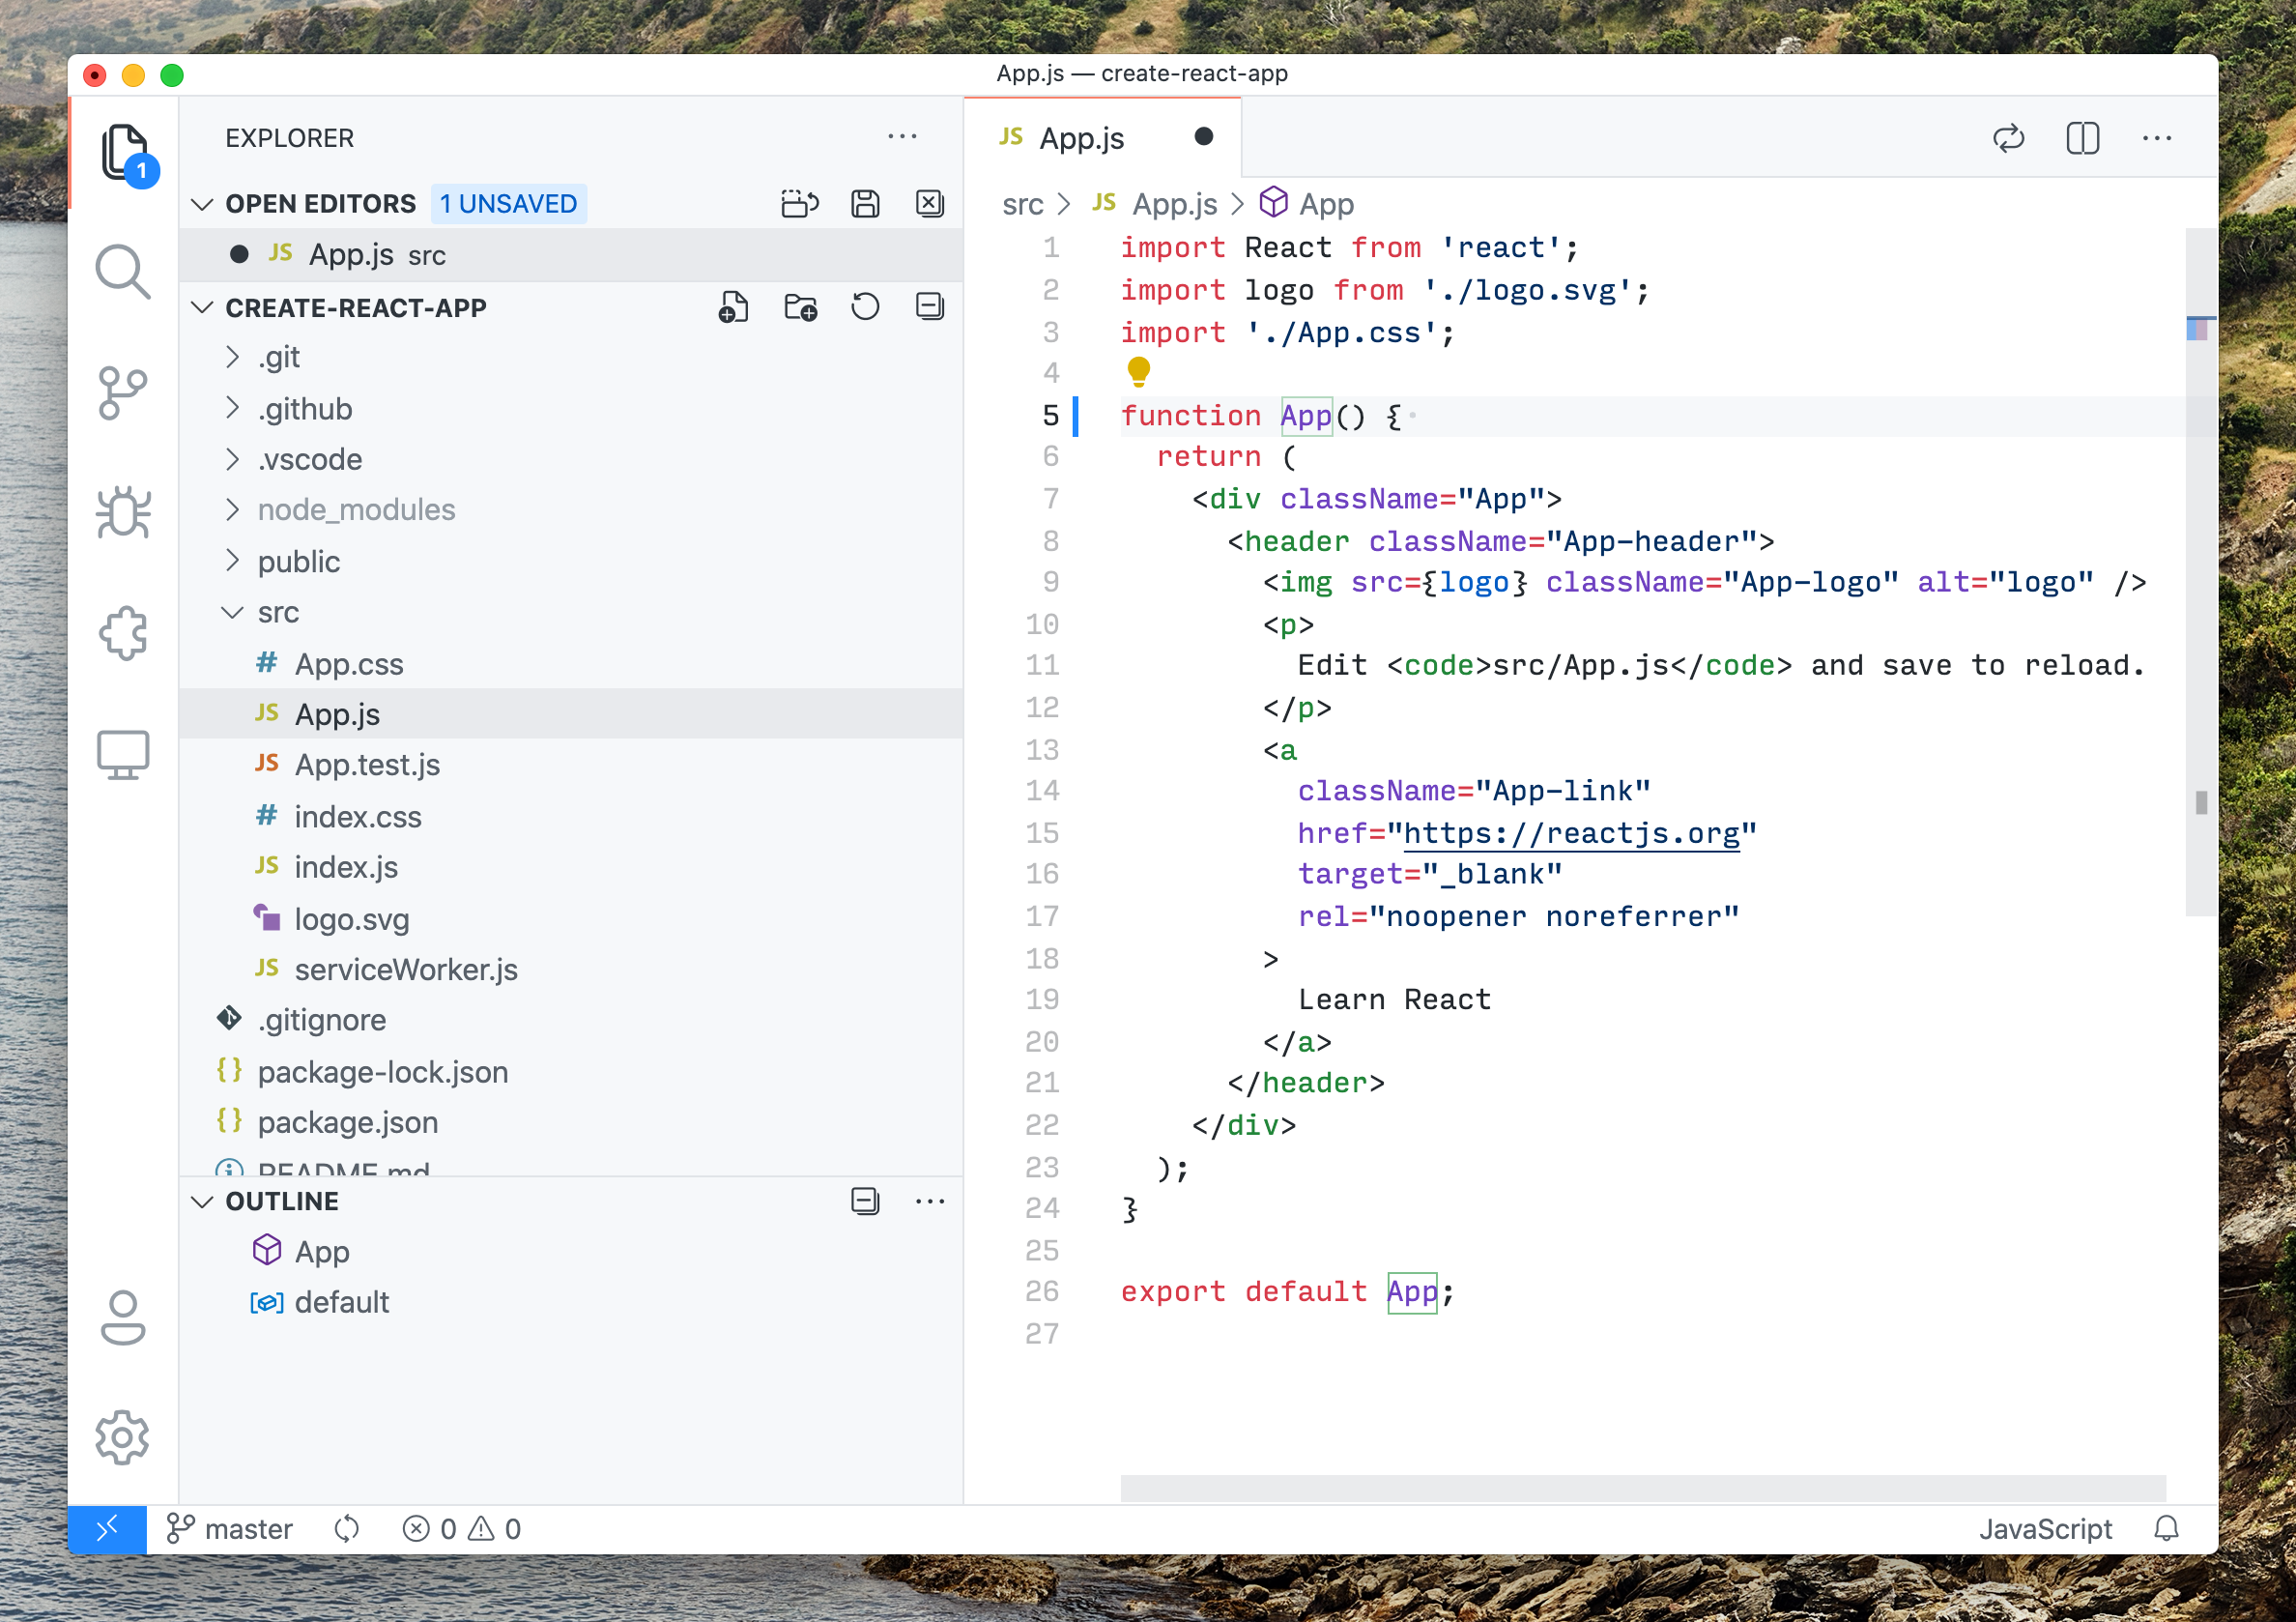 App.js — create-react-app
1
EXPLORER
OPEN EDITORS 1 UNSAVED
JS App.js src
CREATE-REACT-APP
.git
.github
.vscode
node_modules
public
src
# App.css
JS App.js
JS App.test.js
# index.css
JS index.js
logo.svg
JS serviceWorker.js
.gitignore
{} package-lock.json
{} package.json
README.md
OUTLINE
App
default
JS App.js
src > JS App.js > App
1 import React from 'react';
2 import logo from './logo.svg';
3 import './App.css';
4
5 function App() {
6 return (
7 <div className="App">
8 <header className="App-header">
9 <img src={logo} className="App-logo" alt="logo" />
10 <p>
11 Edit <code>src/App.js</code> and save to reload.
12 </p>
13 <a
14 className="App-link"
15 href="https://reactjs.org"
16 target="_blank"
17 rel="noopener noreferrer"
18 >
19 Learn React
20 </a>
21 </header>
22 </div>
23 );
24 }
25
26 export default App;
27
master 0 0 JavaScript